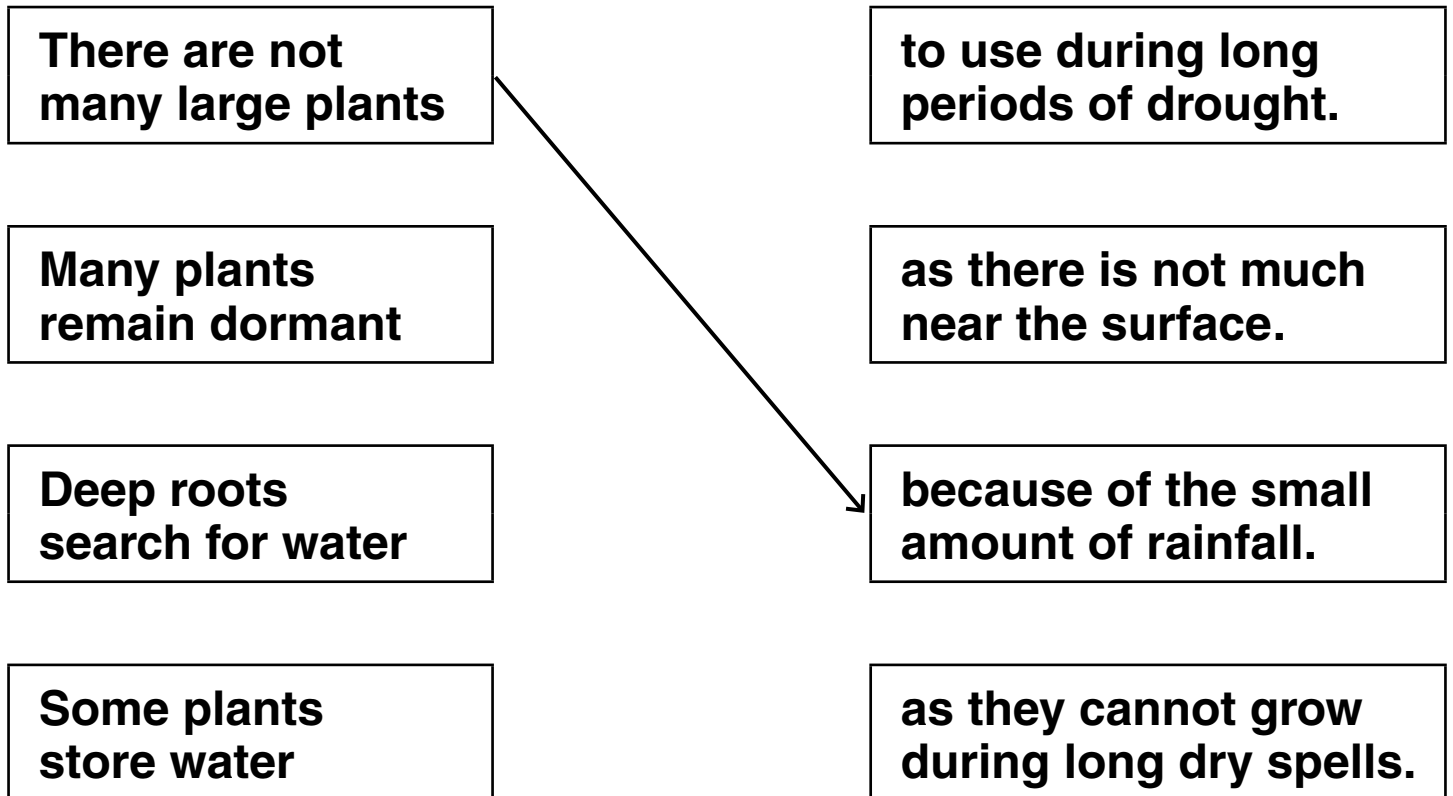 There are not
many large plants
to use during long
periods of drought.
Many plants
remain dormant
as there is not much
near the surface.
Deep roots
search for water
because of the small
amount of rainfall.
Some plants
store water
as they cannot grow
during long dry spells.